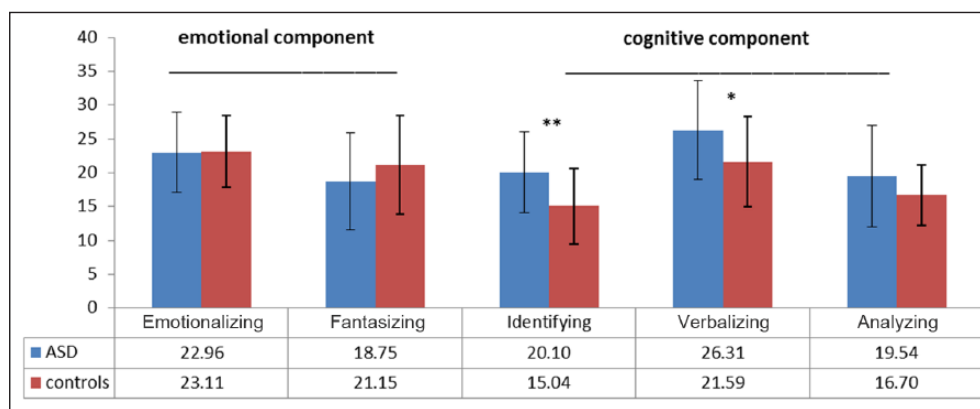 emotional component
cognitive component
40
35
30
25
20
15
10
5
0
**
*
Emotionalizing Fantasizing Identifying Verbalizing Analyzing
ASD 22.96 18.75 20.10 26.31 19.54
controls 23.11 21.15 15.04 21.59 16.70